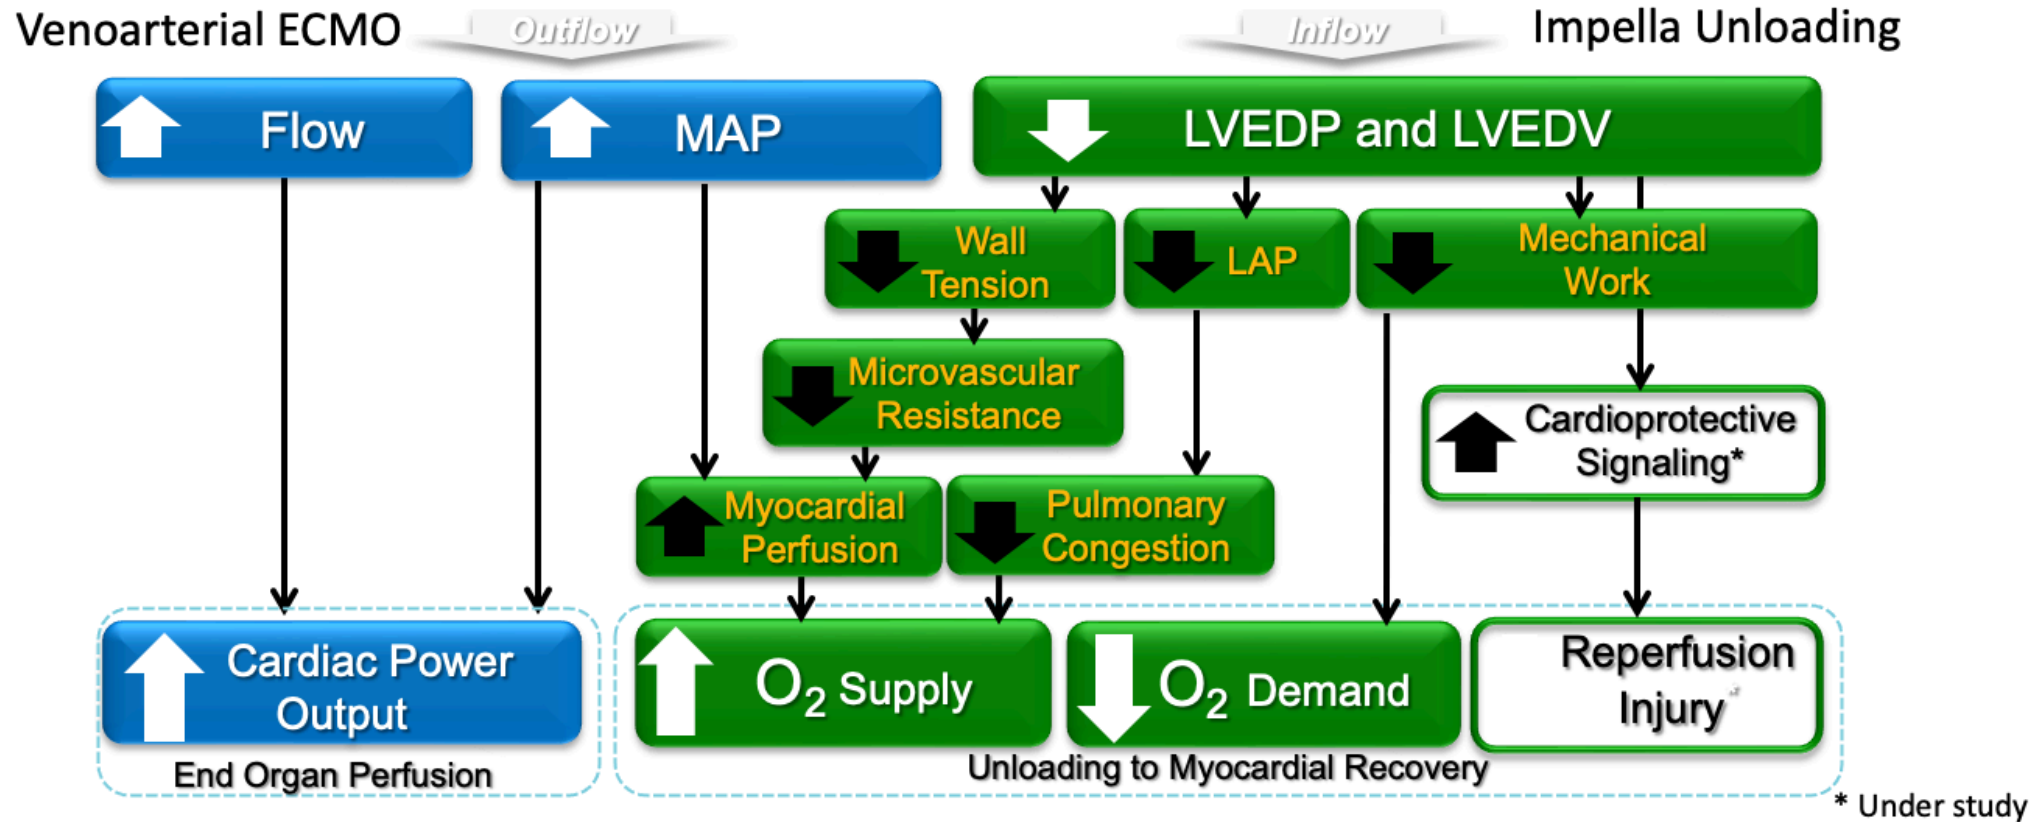 Venoarterial ECMO
Outflow
Inflow
Impella Unloading
Flow
MAP
LVEDP and LVEDV
Wall
Tension
LAP
Mechanical
Work
Microvascular
Resistance
Cardioprotective
Signaling*
Myocardial
Perfusion
Pulmonary
Congestion
Cardiac Power
Output
O₂ Supply
O₂ Demand
Reperfusion
Injury*
End Organ Perfusion
Unloading to Myocardial Recovery
* Under study